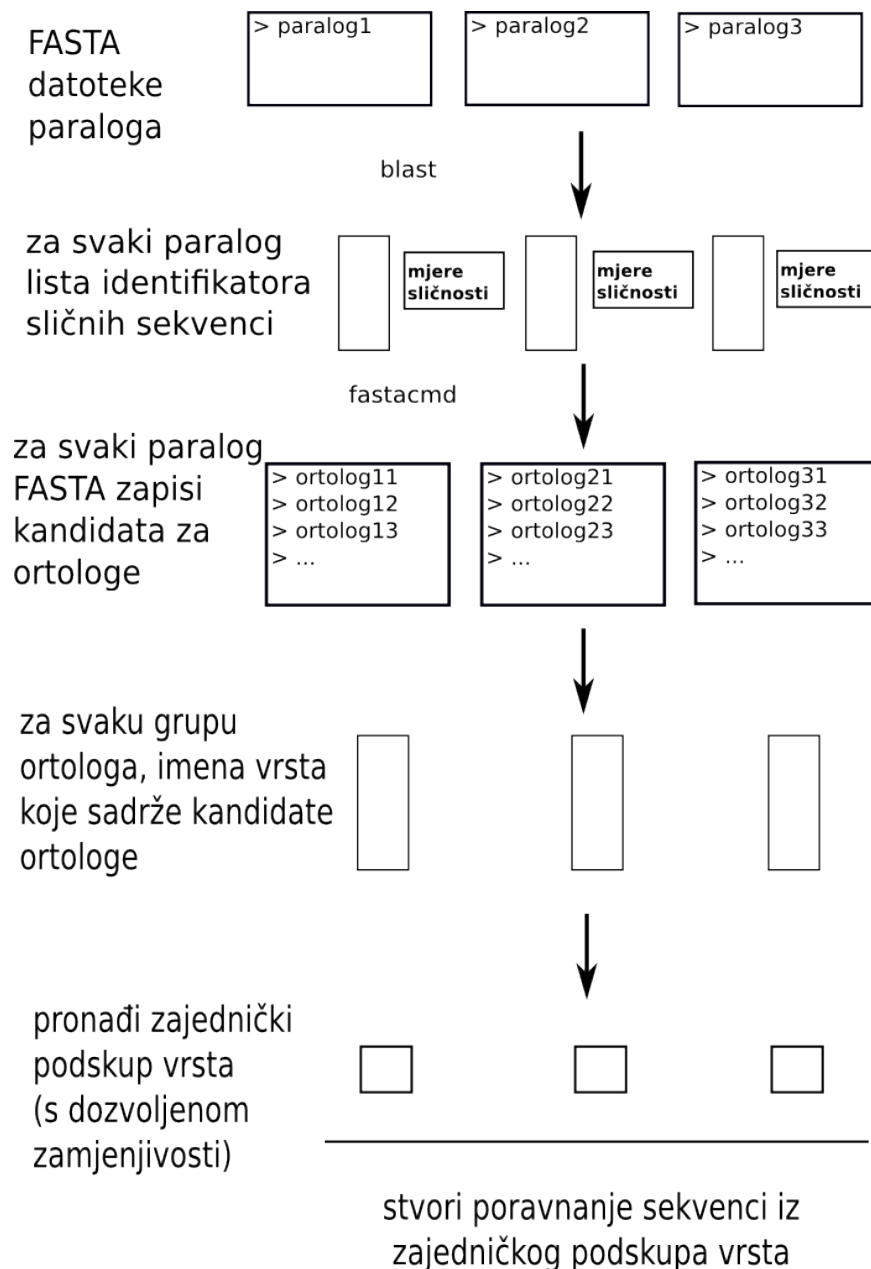 FASTA
datoteke
paraloga
> paralog1
> paralog2
> paralog3
blast
za svaki paralog
lista identifikatora
sličnih sekvenci
mjere
sličnosti
mjere
sličnosti
mjere
sličnosti
fastacmd
za svaki paralog
FASTA zapisi
kandidata za
ortologe
> ortolog11
> ortolog12
> ortolog13
> ...
> ortolog21
> ortolog22
> ortolog23
> ...
> ortolog31
> ortolog32
> ortolog33
> ...
za svaku grupu
ortologa, imena vrsta
koje sadrže kandidate
ortologe
pronađi zajednički
podskup vrsta
(s dozvoljenom
zamjenjivosti)
stvori poravnanje sekvenci iz
zajedničkog podskupa vrsta